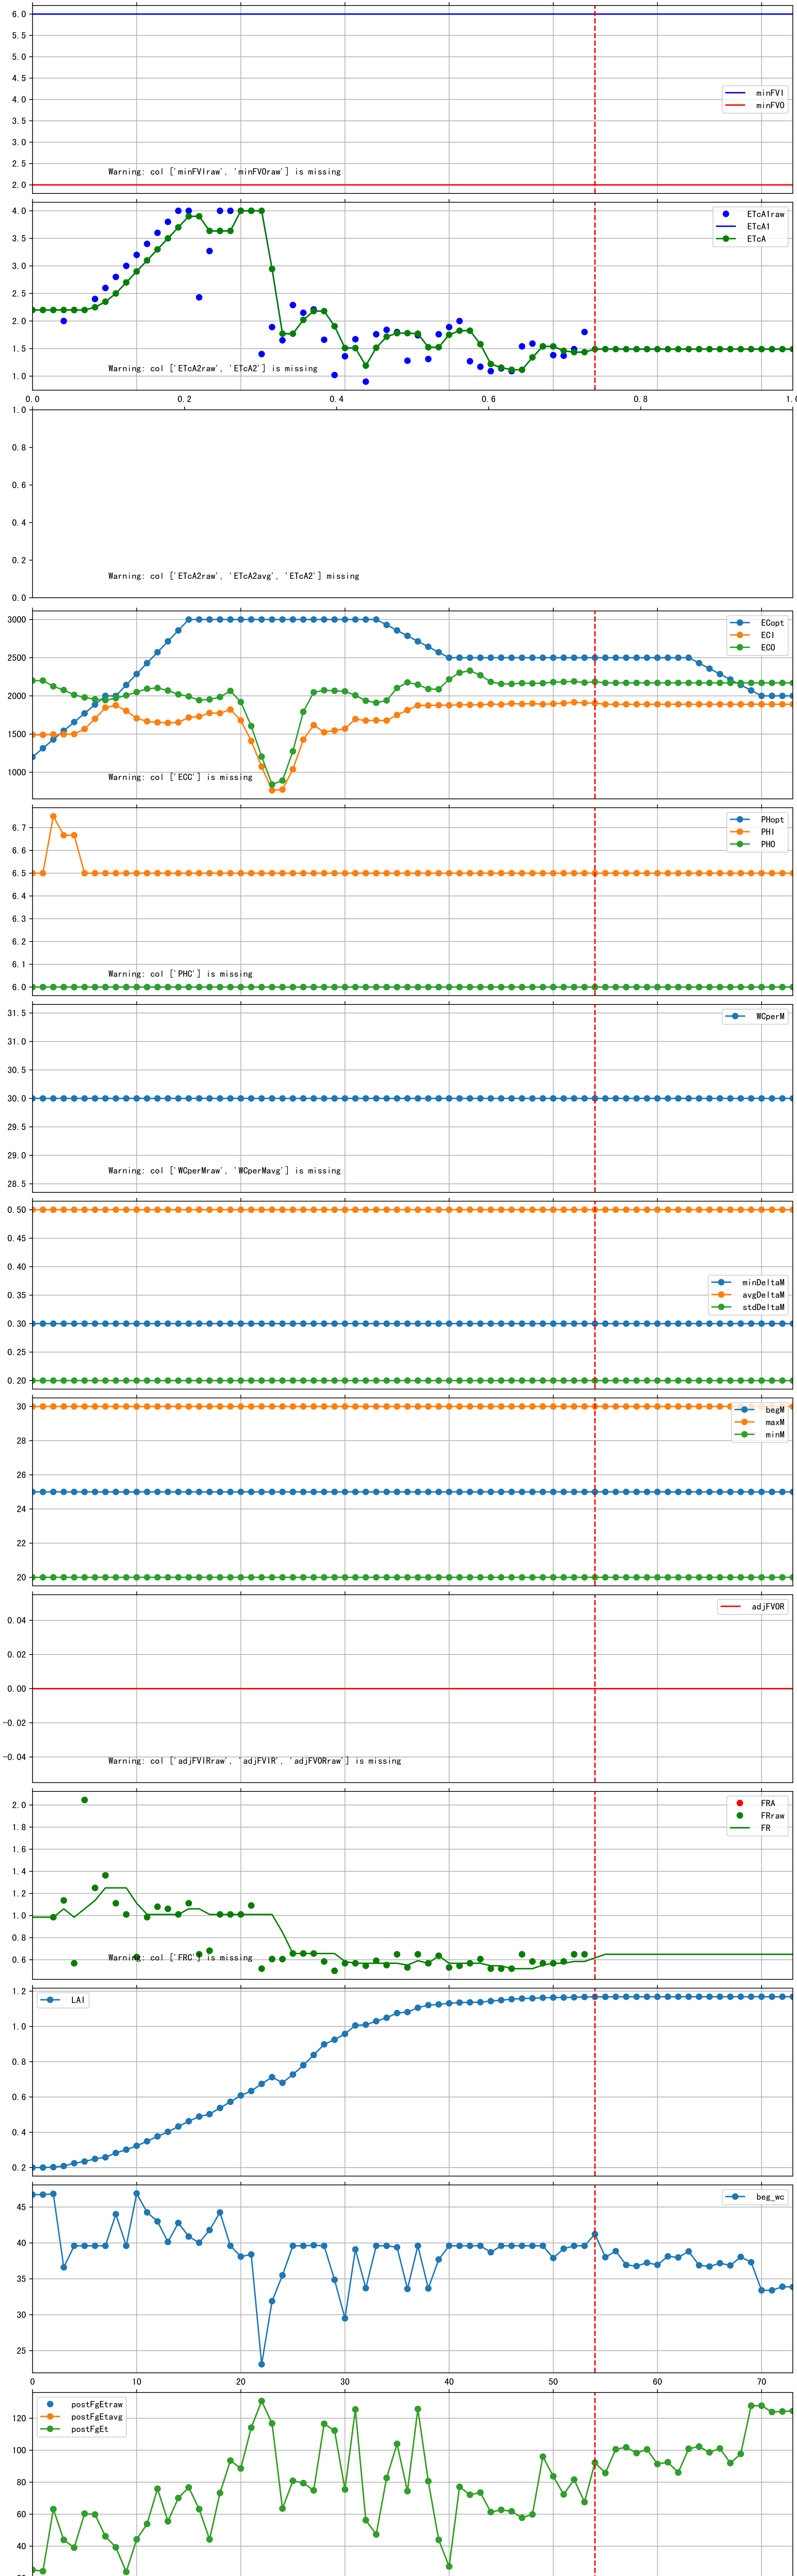 6.0
5.5
5.0
4.5
4.0
3.5
3.0
2.5
2.0
minFVI
minFVO
Warning: col ['minFVIraw', 'minFVOraw'] is missing
4.0
3.5
3.0
2.5
2.0
1.5
1.0
ETcA1raw
ETcA1
ETcA
Warning: col ['ETcA2raw', 'ETcA2'] is missing
0.0 0.2 0.4 0.6 0.8 1.0
1.0
0.8
0.6
0.4
0.2
0.0
Warning: col ['ETcA2raw', 'ETcA2avg', 'ETcA2'] missing
3000
2500
2000
1500
1000
ECopt
ECI
ECO
Warning: col ['ECC'] is missing
6.7
6.6
6.5
6.4
6.3
6.2
6.1
6.0
PHopt
PHI
PHO
Warning: col ['PHC'] is missing
31.5
31.0
30.5
30.0
29.5
29.0
28.5
WCperM
Warning: col ['WCperMraw', 'WCperMavg'] is missing
0.50
0.45
0.40
0.35
0.30
0.25
0.20
minDeltaM
avgDeltaM
stdDeltaM
30
28
26
24
22
20
begM
maxM
minM
0.04
0.02
0.00
−0.02
−0.04
adjFVOR
Warning: col ['adjFVIRraw', 'adjFVIR', 'adjFVORraw'] is missing
2.0
1.8
1.6
1.4
1.2
1.0
0.8
0.6
FRA
FRraw
FR
Warning: col ['FRC'] is missing
1.2
1.0
0.8
0.6
0.4
0.2
LAI
45
40
35
30
25
beg_wc
0 10 20 30 40 50 60 70
120
100
80
60
40
postFgEtraw
postFgEtavg
postFgEt